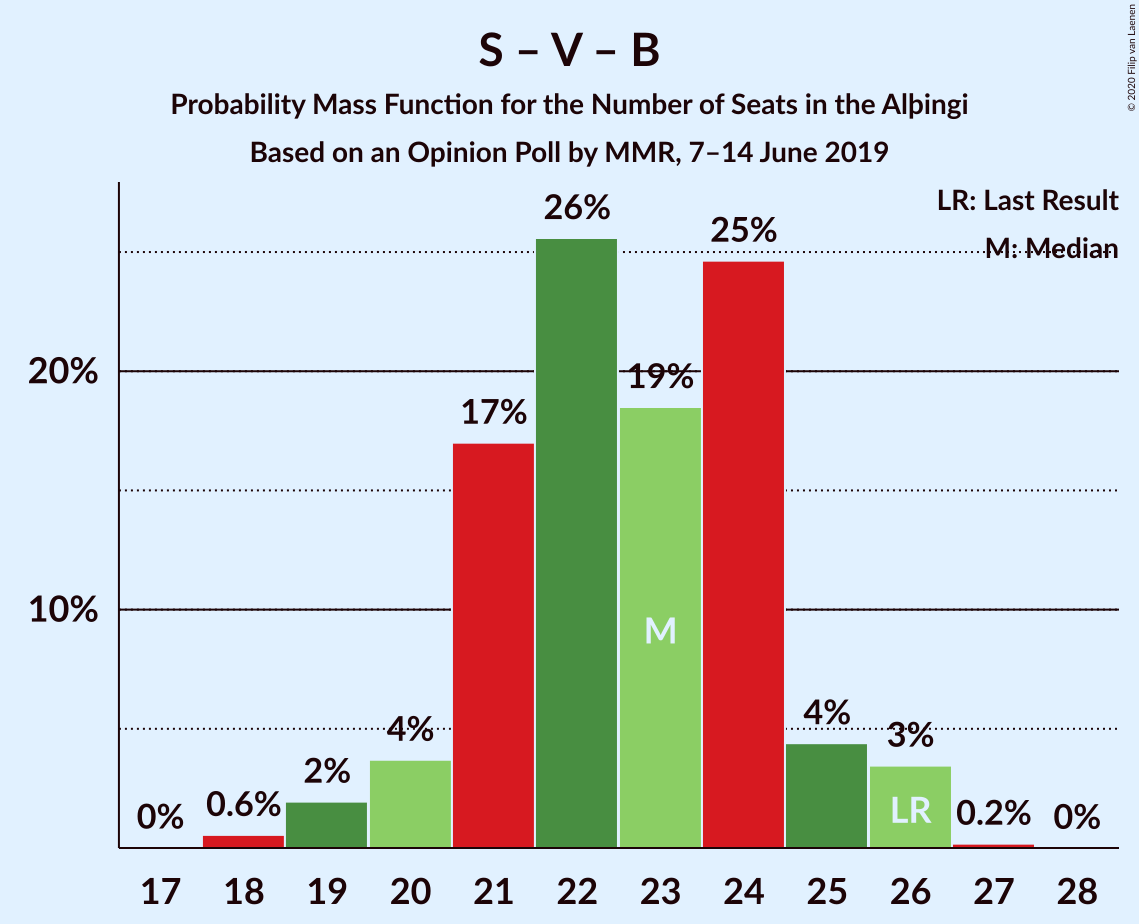 S – V – B
Probability Mass Function for the Number of Seats in the Alþingi
Based on an Opinion Poll by MMR, 7–14 June 2019
© 2020 Filip van Laenen
LR: Last Result
M: Median
26%
25%
20%
19%
17%
10%
M
4%
4%
3%
2%
0%
0.6%
LR
0.2%
0%
17 18 19 20 21 22 23 24 25 26 27 28